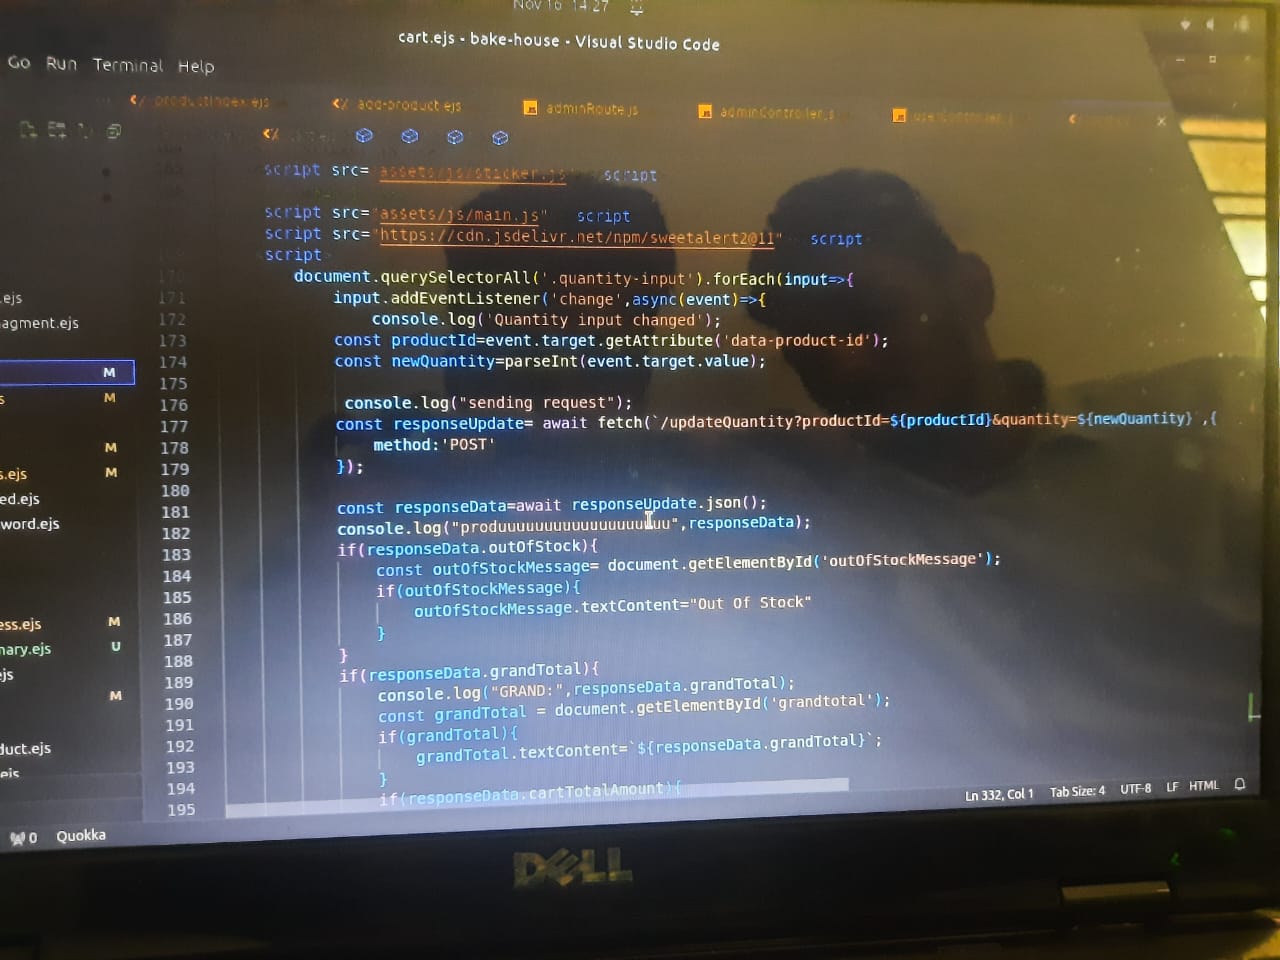 Nov 16 14:27
cart.ejs - bake-house - Visual Studio Code
Go Run Terminal Help
productIndex.ejs add-product.ejs adminRoute.js adminController.js
script src= assets/js/sticker.js script
script src="assets/js/main.js" script
script src="https://cdn.jsdelivr.net/npm/sweetalert2@11" script
script
170 document.querySelectorAll('.quantity-input').forEach(input=>{
171 input.addEventListener('change',async(event)=>{
172 console.log('Quantity input changed');
173 const productId=event.target.getAttribute('data-product-id');
174 const newQuantity=parseInt(event.target.value);
175
176 console.log("sending request");
177 const responseUpdate= await fetch(`/updateQuantity?productId=${productId}&quantity=${newQuantity}`,{
178 method:'POST'
179 });
180
181 const responseData=await responseUpdate.json();
182 console.log("produuuuuuuuuuuuuuuuuuu",responseData);
183 if(responseData.outOfStock){
184 const outOfStockMessage= document.getElementById('outOfStockMessage');
185 if(outOfStockMessage){
186 outOfStockMessage.textContent="Out Of Stock"
187 }
188 }
189 if(responseData.grandTotal){
190 console.log("GRAND:",responseData.grandTotal);
191 const grandTotal = document.getElementById('grandtotal');
192 if(grandTotal){
193 grandTotal.textContent=`${responseData.grandTotal}`;
194 }
195 if(responseData.cartTotalAmount){
.ejs
agment.ejs
M
s M
M
s.ejs M
ed.ejs
word.ejs
ess.ejs M
mary.ejs U
ejs
M
duct.ejs
ejs
0 Quokka
Ln 332, Col 1 Tab Size: 4 UTF-8 LF HTML
DELL